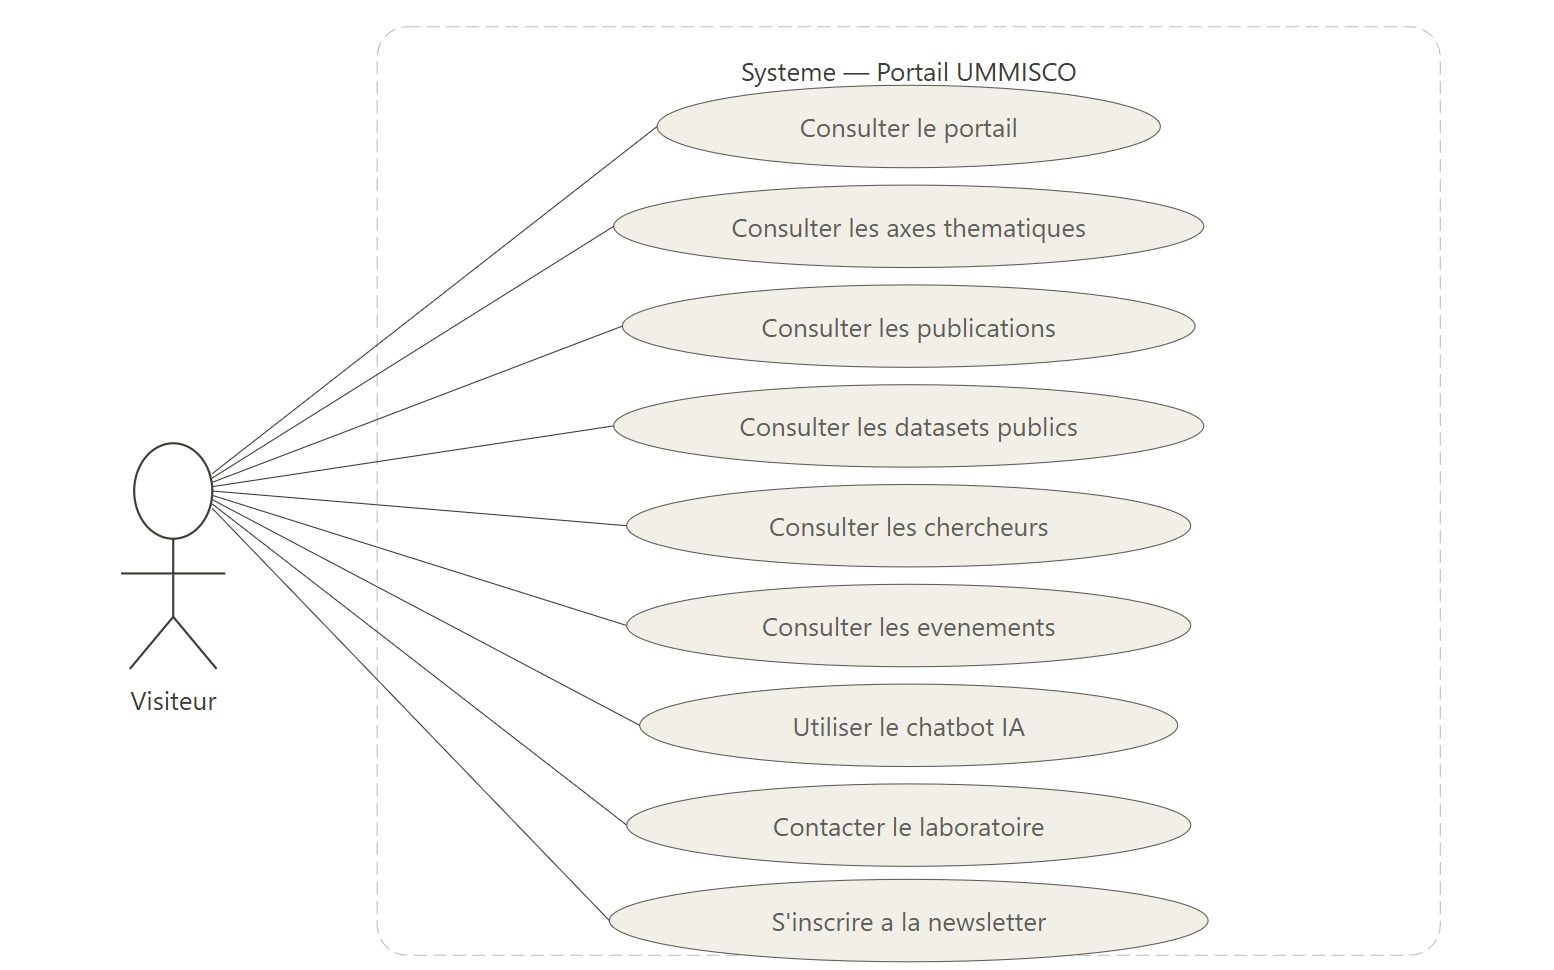 Systeme — Portail UMMISCO
Consulter le portail
Consulter les axes thematiques
Consulter les publications
Consulter les datasets publics
Consulter les chercheurs
Consulter les evenements
Visiteur
Utiliser le chatbot IA
Contacter le laboratoire
S'inscrire a la newsletter